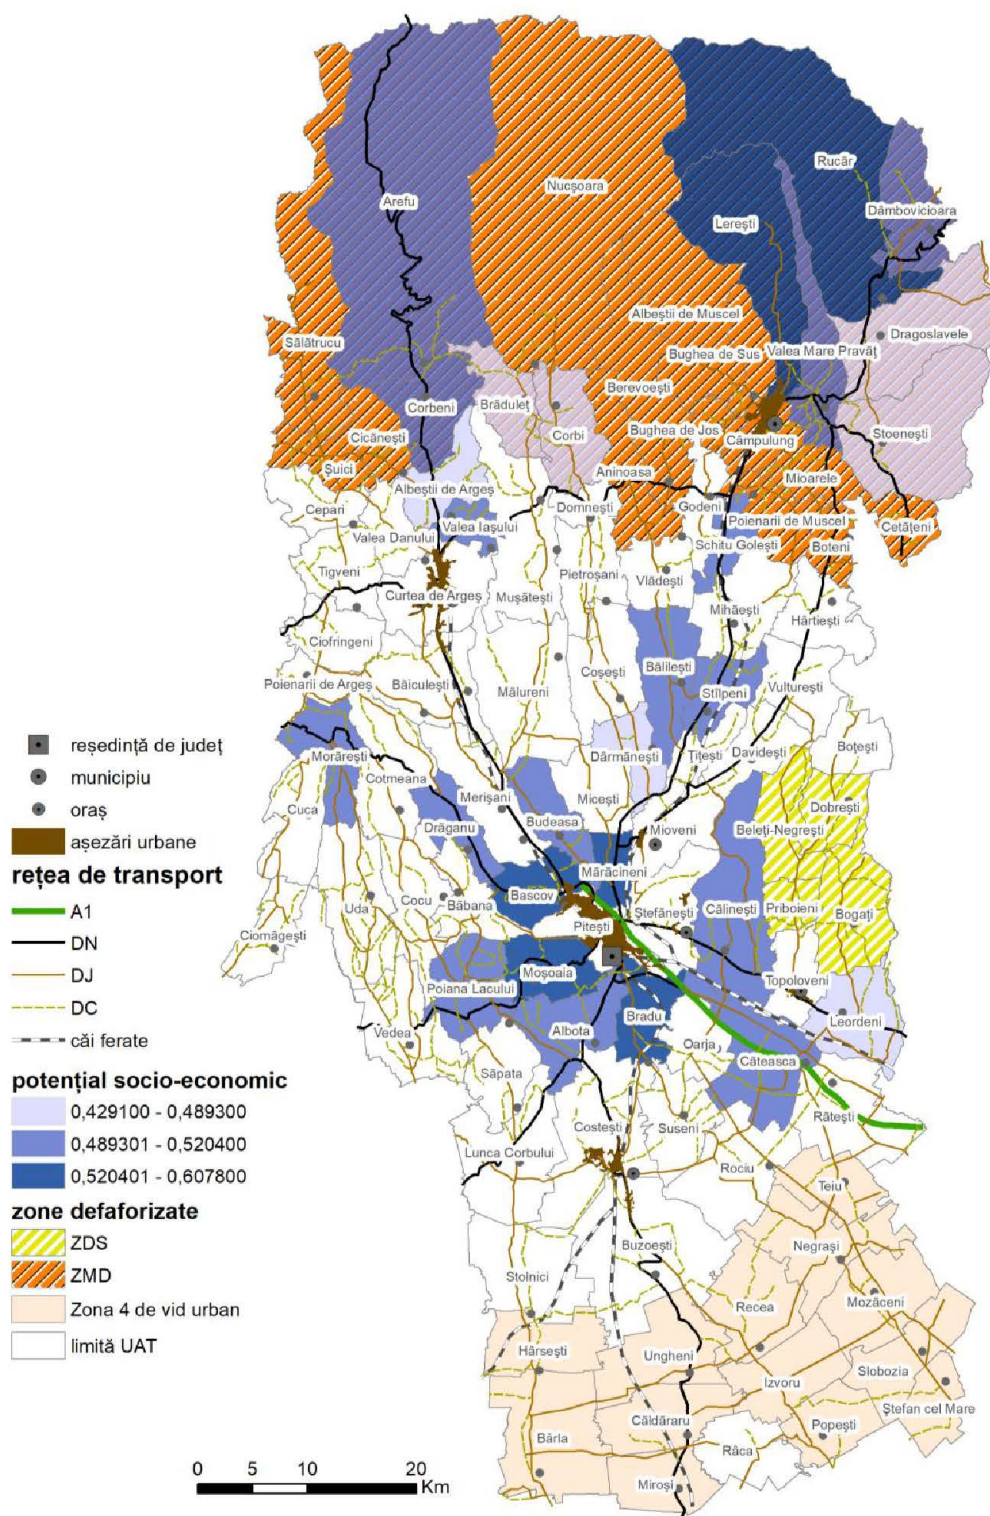 Rucăr
Nucșoara
Arefu
Dâmbovicioara
Lerești
Albeștii de Muscel
Dragoslavele
Sălătrucu
Bughea de Sus
Valea Mare Pravăț
Berevoești
Brăduleț
Corbeni
Cicănești
Corbi
Bughea de Jos
Câmpulung
Stoenești
Șuici
Aninoasa
Mioarele
Albeștii de Argeș
Cepari
Domnești
Godeni
Poienarii de Muscel
Cetățeni
Valea Iașului
Valea Danului
Schitu Golești
Boteni
Tigveni
Pietroșani
Vlădești
Curtea de Argeș
Mușătești
Mihăești
Hârtiești
Ciofringeni
Coșești
Bălilești
Poienarii de Argeș
Băiculești
Mălureni
Stîlpeni
Vulturești
reședință de județ
Morărești
Dârmănești
Țițești
Davidești
Boțești
municipiu
Cotmeana
Merișani
Micești
oraș
Cuca
Drăganu
Budeasa
Mioveni
Beleți-Negrești
Dobrești
așezări urbane
rețea de transport
Mărăcineni
Bascov
A1
Uda
Cocu
Băbana
Ștefănești
Călinești
Priboieni
Bogați
Pitești
DN
Ciomăgești
DJ
Moșoaia
Poiana Lacului
Topoloveni
DC
Bradu
Leordeni
căi ferate
Vedea
Albota
Oarja
Căteasca
potențial socio-economic
Săpata
0,429100 - 0,489300
Costești
Suseni
Rătești
0,489301 - 0,520400
Lunca Corbului
Rociu
0,520401 - 0,607800
Teiu
zone defaforizate
ZDS
Buzoești
Negrași
ZMD
Stolnici
Zona 4 de vid urban
Recea
Mozăceni
limită UAT
Hârsești
Ungheni
Izvoru
Slobozia
Ștefan cel Mare
Căldăraru
Popești
Bârla
Râca
0 5 10 20
Km
Miroși